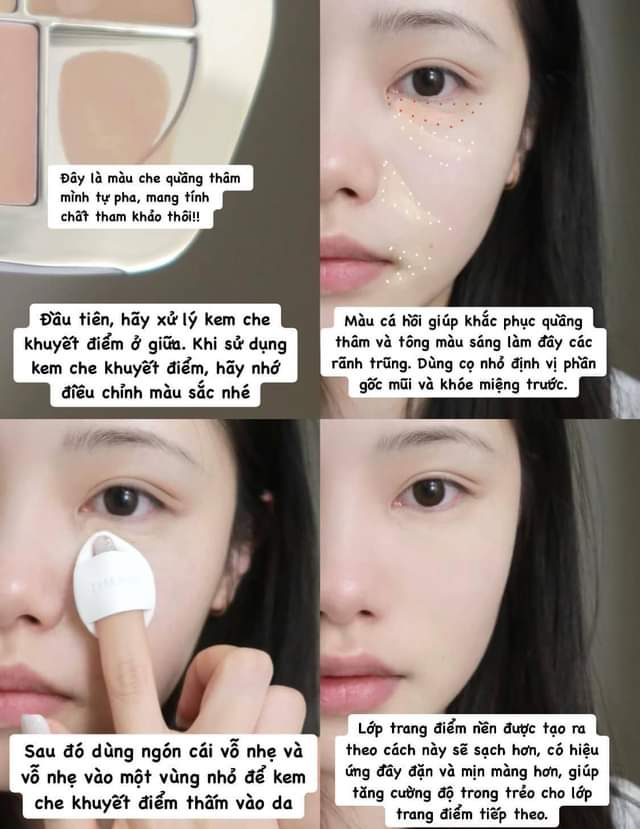 Đây là màu che quầng thâm
mình tự pha, mang tính
chất tham khảo thôi!!
Đầu tiên, hãy xử lý kem che
khuyết điểm ở giữa. Khi sử dụng
kem che khuyết điểm, hãy nhớ
điều chỉnh màu sắc nhé
Màu cá hồi giúp khắc phục quầng
thâm và tông màu sáng làm đầy các
rãnh trũng. Dùng cọ nhỏ định vị phần
gốc mũi và khóe miệng trước.
Sau đó dùng ngón cái vỗ nhẹ và
vỗ nhẹ vào một vùng nhỏ để kem
che khuyết điểm thấm vào da
Lớp trang điểm nền được tạo ra
theo cách này sẽ sạch hơn, có hiệu
ứng đầy đặn và mịn màng hơn, giúp
tăng cường độ trong trẻo cho lớp
trang điểm tiếp theo.